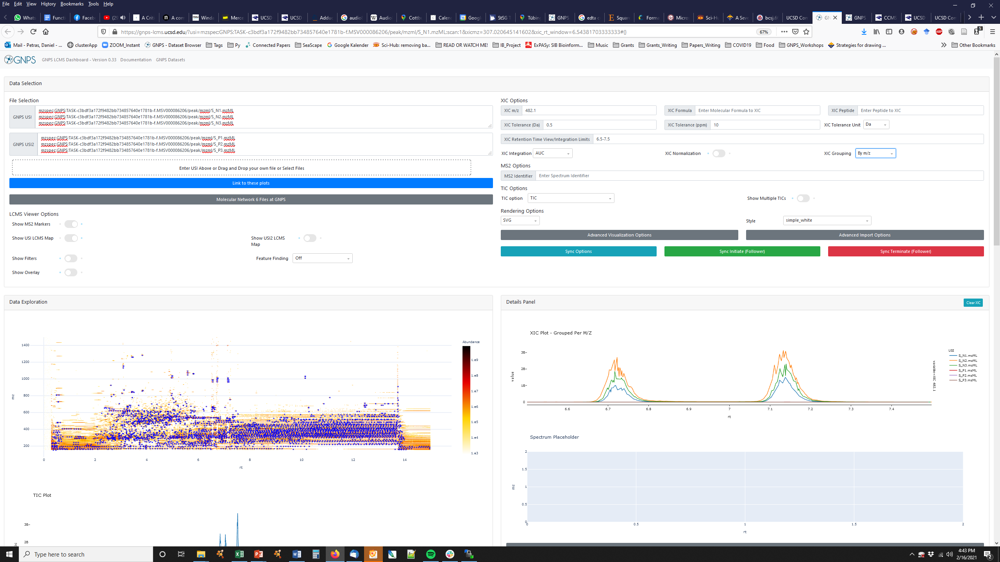 File Edit View History Bookmarks Tools Help
Whats Functi Faceb (29 A Criti A com Winda Merce UCSD UCSD Adduc audio Audio Cottbu Calend Google StSG T Tübin GNPS edta c Square Forma Micros Sci-Hu A Seve bcsj.6 UCSD Com GN GNPS CCMS UCSD UCSD Com
https://gnps-lcms.ucsd.edu/?usi=mzspec:GNPS:TASK-c3bdf3a172f9482bb734857640e1781b-f.MSV000086206/peak/mzml/S_N1.mzML:scan:1&xicmz=307.020645141602&xic_rt_window=6.54381703333333#{} 67% ABP 5
Mail - Petras, Daniel - ... clusterApp ZOOM_Instant GNPS - Dataset Browser Tags Py Connected Papers SeaScape Google Kalender Sci-Hub: removing ba... READ OR WATCH ME! IB_Project ExPASy: SIB Bioinform... Music Grants Grants_Writing Papers_Writing COVID19 Food GNPS_Workshops Strategies for drawing ... Other Bookmarks
GNPS GNPS LCMS Dashboard - Version 0.33 Documentation GNPS Datasets
Data Selection
File Selection
GNPS USI
mzspec:GNPS:TASK-c3bdf3a172f9482bb734857640e1781b-f.MSV000086206/peak/mzml/S_N1.mzML
mzspec:GNPS:TASK-c3bdf3a172f9482bb734857640e1781b-f.MSV000086206/peak/mzml/S_N2.mzML
mzspec:GNPS:TASK-c3bdf3a172f9482bb734857640e1781b-f.MSV000086206/peak/mzml/S_N3.mzML
GNPS USI2
mzspec:GNPS:TASK-c3bdf3a172f9482bb734857640e1781b-f.MSV000086206/peak/mzml/S_P1.mzML
mzspec:GNPS:TASK-c3bdf3a172f9482bb734857640e1781b-f.MSV000086206/peak/mzml/S_P2.mzML
mzspec:GNPS:TASK-c3bdf3a172f9482bb734857640e1781b-f.MSV000086206/peak/mzml/S_P3.mzML
Enter USI Above or Drag and Drop your own file or Select Files
Link to these plots
Molecular Network 6 Files at GNPS
LCMS Viewer Options
Show MS2 Markers
Show USI LCMS Map Show USI2 LCMS
Map
Show Filters Feature Finding Off
Show Overlay
XIC Options
XIC m/z 482.1 XIC Formula Enter Molecular Formula to XIC XIC Peptide Enter Peptide to XIC
XIC Tolerance (Da) 0.5 XIC Tolerance (ppm) 10 XIC Tolerance Unit Da
XIC Retention Time View/Integration Limits 6.5-7.5
XIC Integration AUC XIC Normalization XIC Grouping By m/z
MS2 Options
MS2 Identifier Enter Spectrum Identifier
TIC Options
TIC option TIC Show Multiple TICs
Rendering Options
SVG Style simple_white
Advanced Visualization Options Advanced Import Options
Sync Options Sync Initiate (Follower) Sync Terminate (Follower)
Data Exploration
Abundance
1400
1200
1000
800
600
400
200
mz
0 2 4 6 8 10 12 14
rt
1.e9
1.e8
1.e7
1.e6
1.e5
1.e4
1.e3
TIC Plot
3B
2B
Details Panel Clear XIC
XIC Plot - Grouped Per M/Z
3B
2B
1B
0
value
6.6 6.7 6.8 6.9 7 7.1 7.2 7.3 7.4
rt
variable=XIC 482.1
USI
S_N1.mzML
S_N2.mzML
S_N3.mzML
S_P1.mzML
S_P2.mzML
S_P3.mzML
Spectrum Placeholder
2
1.5
1
0.5
0
mz
0 0.5 1 1.5 2
rt
Type here to search
4:43 PM
2/16/2021
2